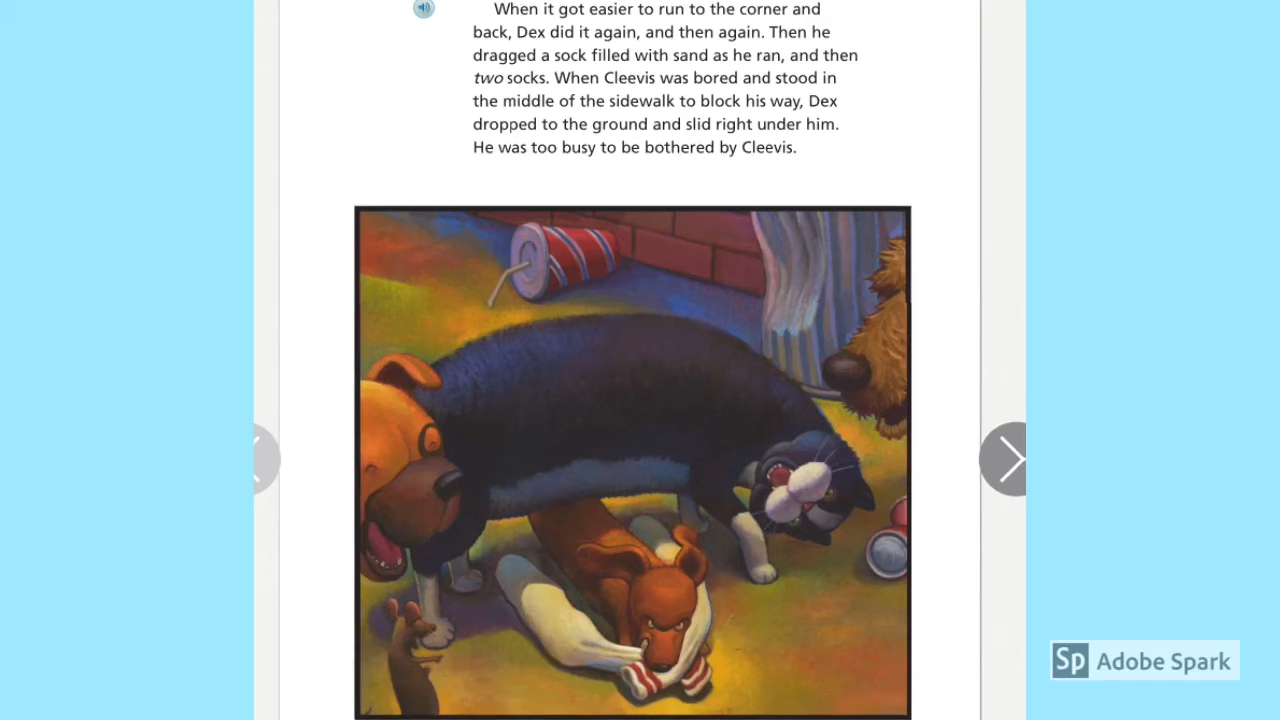 When it got easier to run to the corner and
back, Dex did it again, and then again. Then he
dragged a sock filled with sand as he ran, and then
two socks. When Cleevis was bored and stood in
the middle of the sidewalk to block his way, Dex
dropped to the ground and slid right under him.
He was too busy to be bothered by Cleevis.
Sp Adobe Spark